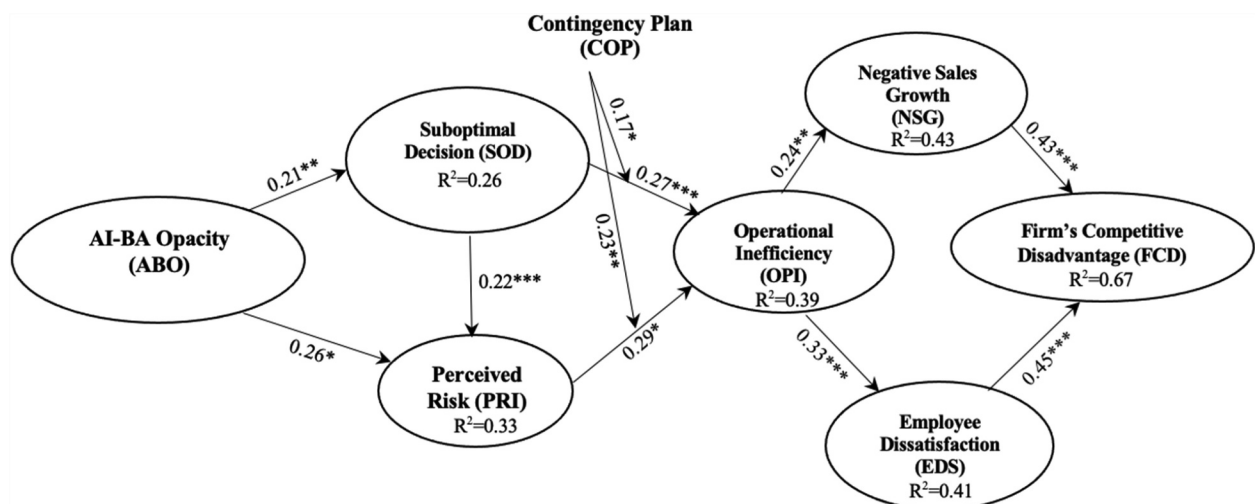 Contingency Plan
(COP)
Negative Sales
Growth
(NSG)
R²=0.43
Suboptimal
Decision (SOD)
R²=0.26
0.17*
0.24**
0.43***
0.21**
0.27***
AI-BA Opacity
(ABO)
0.23**
Operational
Inefficiency
(OPI)
R²=0.39
Firm's Competitive
Disadvantage (FCD)
R²=0.67
0.22***
0.26*
0.29*
0.33***
0.45***
Perceived
Risk (PRI)
R²=0.33
Employee
Dissatisfaction
(EDS)
R²=0.41